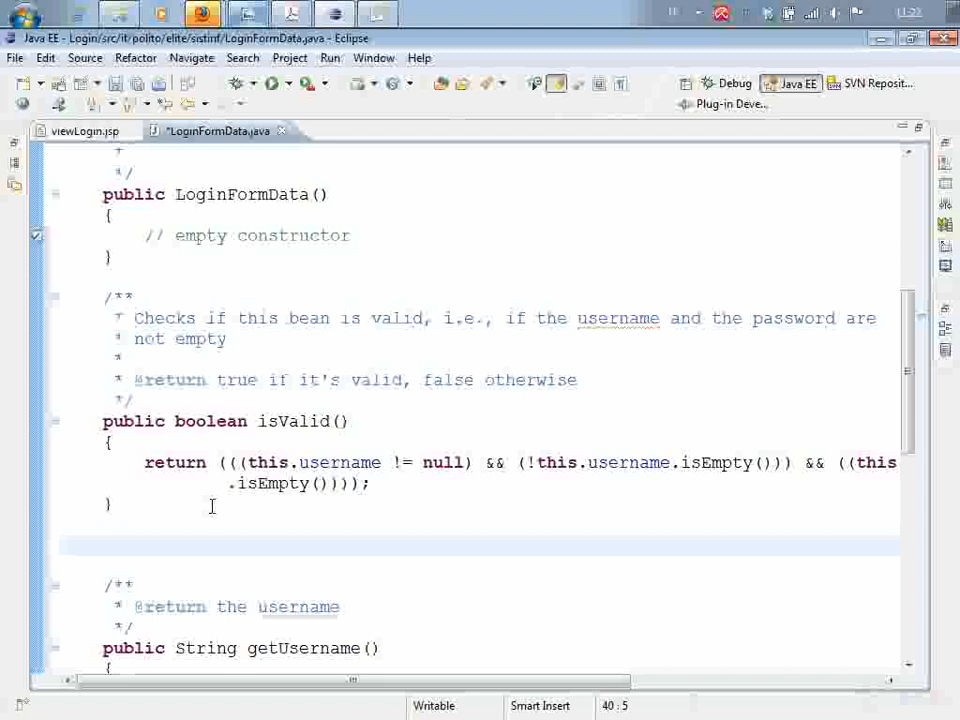 11:22
Java EE - Login/src/it/polito/elite/sistinf/LoginFormData.java - Eclipse
File Edit Source Refactor Navigate Search Project Run Window Help
Debug Java EE SVN Reposit...
Plug-in Deve...
viewLogin.jsp *LoginFormData.java
*
*/
public LoginFormData()
{
// empty constructor
}
/**
* Checks if this bean is valid, i.e., if the username and the password are
* not empty
*
* @return true if it's valid, false otherwise
*/
public boolean isValid()
{
return (((this.username != null) && (!this.username.isEmpty())) && ((this
.isEmpty())));
}
/**
* @return the username
*/
public String getUsername()
{
Writable Smart Insert 40 : 5